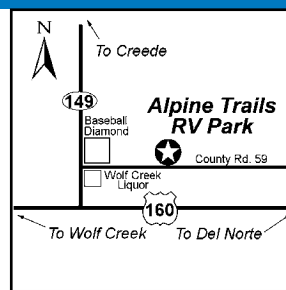 N
To Creede
149
Alpine Trails
RV Park
Baseball
Diamond
County Rd. 59
Wolf Creek
Liquor
160
To Wolf Creek
To Del Norte